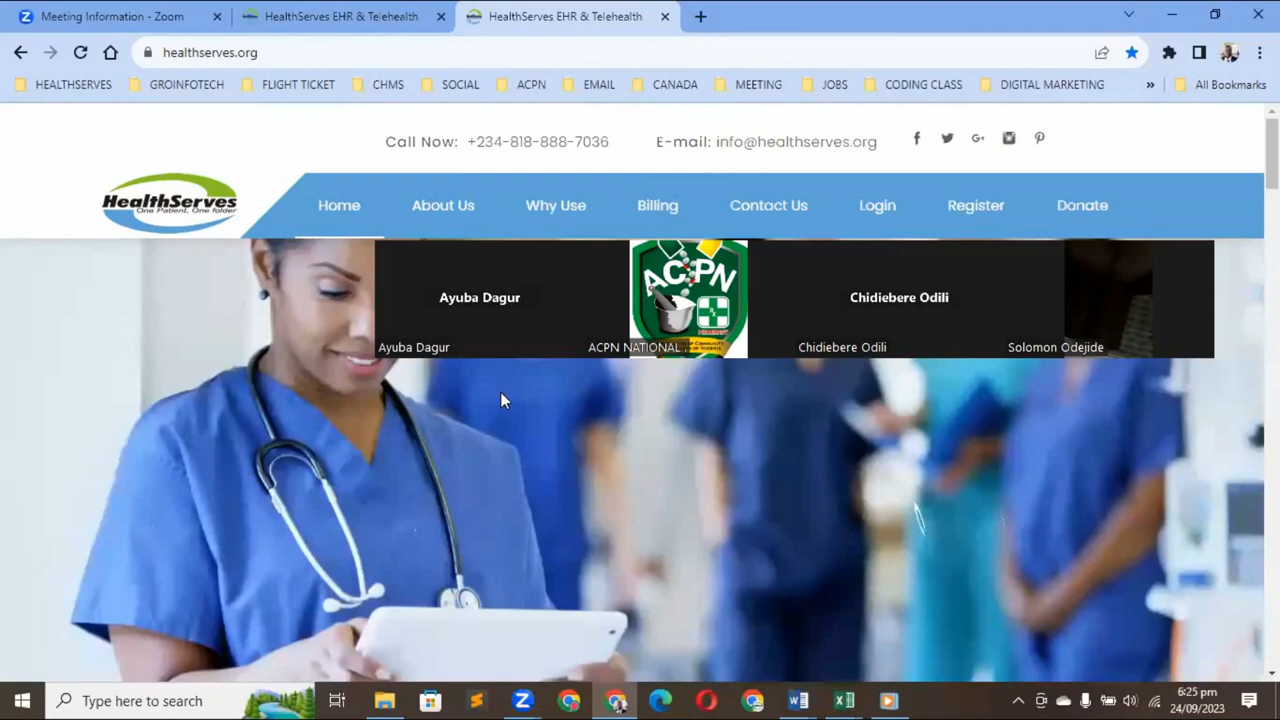 Meeting Information - Zoom
HealthServes EHR & Telehealth
HealthServes EHR & Telehealth
healthserves.org
HEALTHSERVES GROINFOTECH FLIGHT TICKET CHMS SOCIAL ACPN EMAIL CANADA MEETING JOBS CODING CLASS DIGITAL MARKETING » All Bookmarks
Call Now: +234-818-888-7036 E-mail: info@healthserves.org
HealthServes
One Patient, One folder
Home About Us Why Use Billing Contact Us Login Register Donate
ACPN
Ayuba Dagur Chidiebere Odili
Ayuba Dagur ACPN NATIONAL Chidiebere Odili Solomon Odejide
Type here to search
6:25 pm
24/09/2023